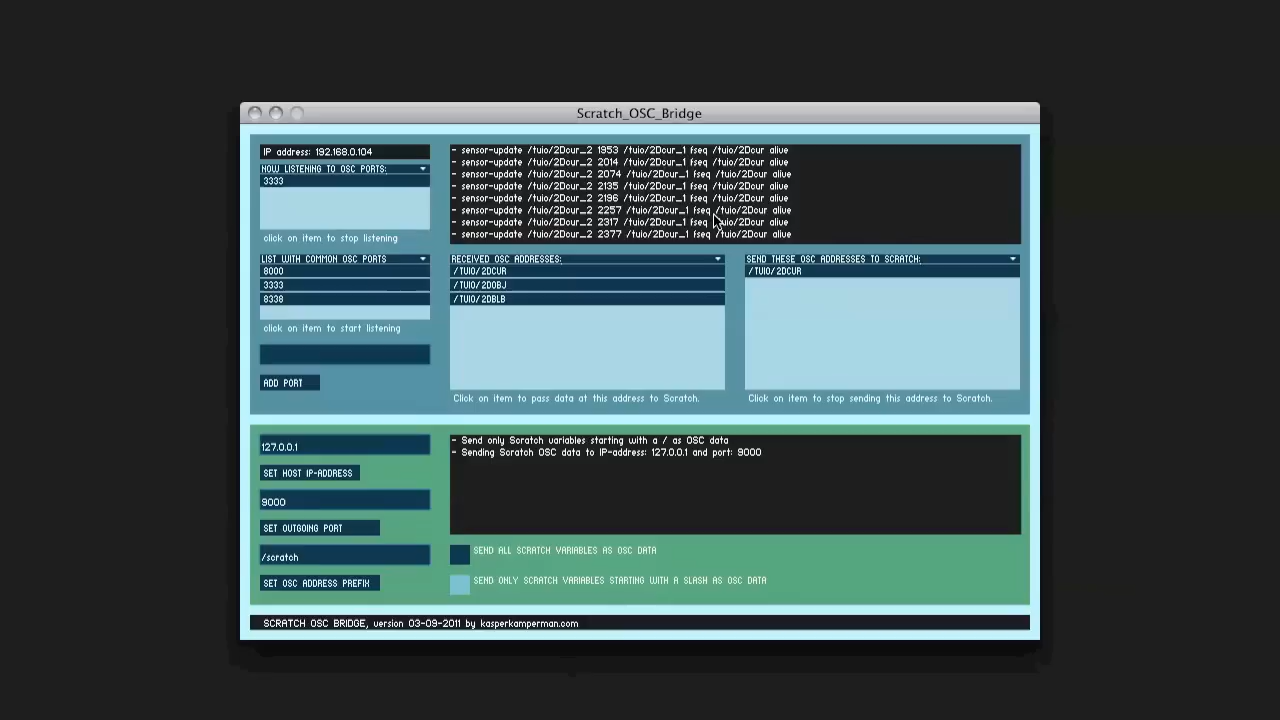 Scratch_OSC_Bridge
IP address: 192.168.0.104
NOW LISTENING TO OSC PORTS:
3333
click on item to stop listening
- sensor-update /tuio/2Dcur_2 1953 /tuio/2Dcur_1 fseq /tuio/2Dcur alive
- sensor-update /tuio/2Dcur_2 2014 /tuio/2Dcur_1 fseq /tuio/2Dcur alive
- sensor-update /tuio/2Dcur_2 2074 /tuio/2Dcur_1 fseq /tuio/2Dcur alive
- sensor-update /tuio/2Dcur_2 2135 /tuio/2Dcur_1 fseq /tuio/2Dcur alive
- sensor-update /tuio/2Dcur_2 2196 /tuio/2Dcur_1 fseq /tuio/2Dcur alive
- sensor-update /tuio/2Dcur_2 2257 /tuio/2Dcur_1 fseq /tuio/2Dcur alive
- sensor-update /tuio/2Dcur_2 2317 /tuio/2Dcur_1 fseq /tuio/2Dcur alive
- sensor-update /tuio/2Dcur_2 2377 /tuio/2Dcur_1 fseq /tuio/2Dcur alive
LIST WITH COMMON OSC PORTS
8000
3333
8338
click on item to start listening
ADD PORT
RECEIVED OSC ADDRESSES:
/TUIO/2DCUR
/TUIO/2DOBJ
/TUIO/2DBLB
Click on item to pass data at this address to Scratch.
SEND THESE OSC ADDRESSES TO SCRATCH:
/TUIO/2DCUR
Click on item to stop sending this address to Scratch.
127.0.0.1
SET HOST IP-ADDRESS
9000
SET OUTGOING PORT
/scratch
SET OSC ADDRESS PREFIX
- Send only Scratch variables starting with a / as OSC data
- Sending Scratch OSC data to IP-address: 127.0.0.1 and port: 9000
SEND ALL SCRATCH VARIABLES AS OSC DATA
SEND ONLY SCRATCH VARIABLES STARTING WITH A SLASH AS OSC DATA
SCRATCH OSC BRIDGE, version 03-09-2011 by kasperkamperman.com